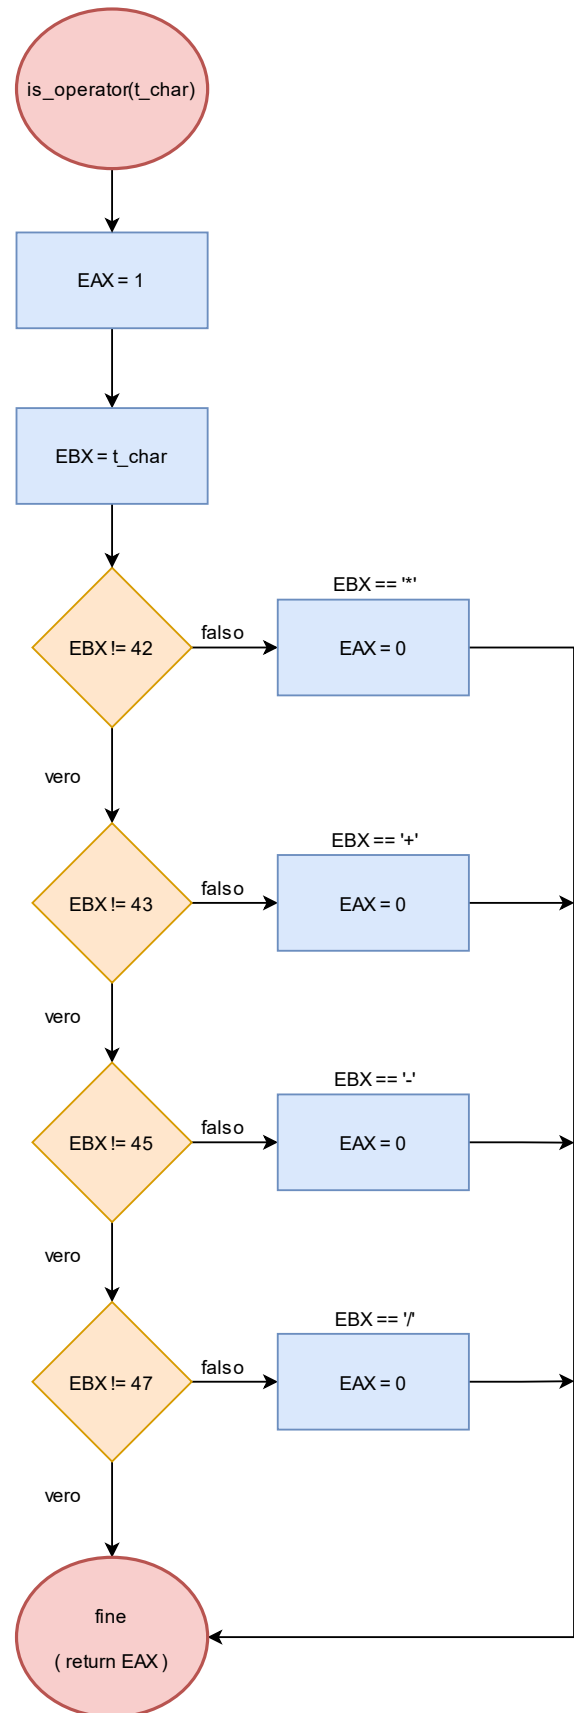 is_operator(t_char)
EAX = 1
EBX = t_char
EBX == '*'
EBX != 42
falso
EAX = 0
vero
EBX == '+'
EBX != 43
falso
EAX = 0
vero
EBX == '-'
EBX != 45
falso
EAX = 0
vero
EBX == '/'
EBX != 47
falso
EAX = 0
vero
fine
( return EAX )